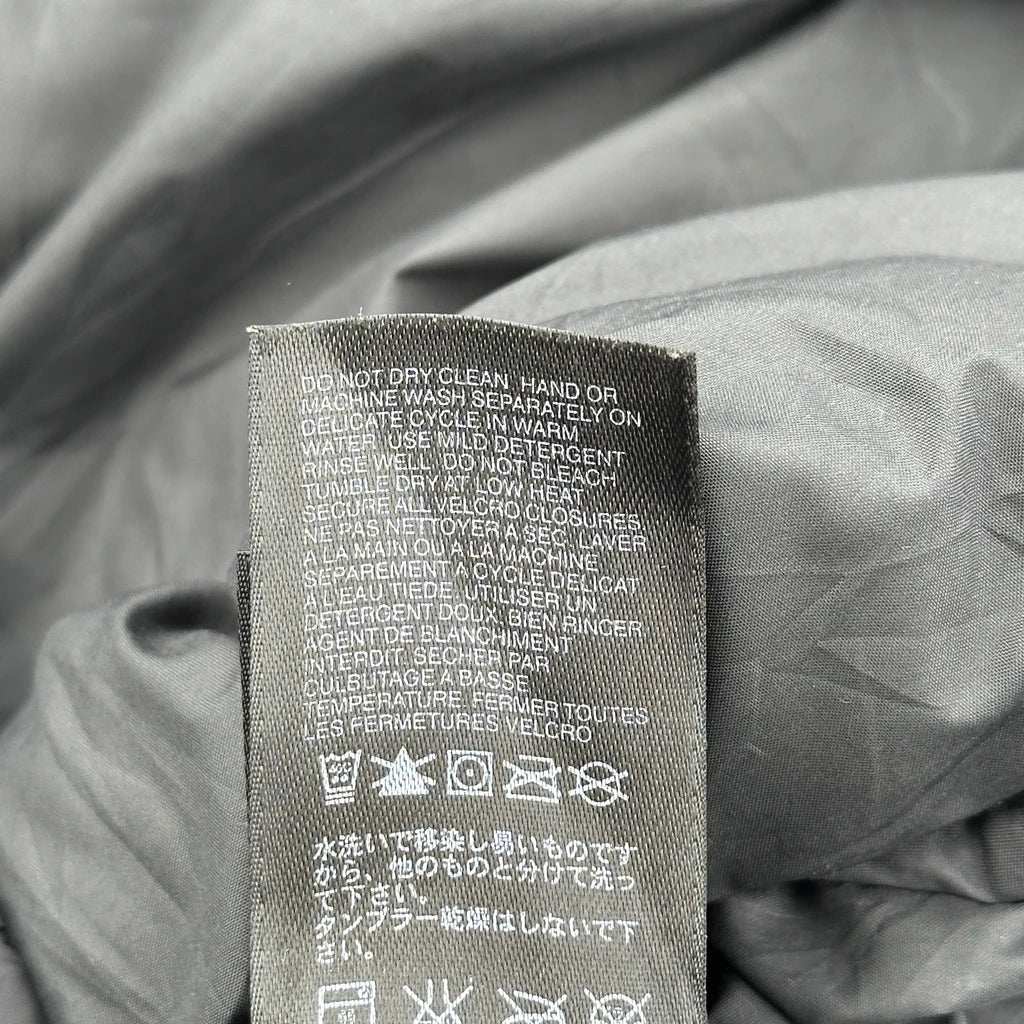 DO NOT DRY CLEAN. HAND OR
MACHINE WASH SEPARATELY ON
DELICATE CYCLE IN WARM
WATER. USE MILD DETERGENT
RINSE WELL. DO NOT BLEACH
TUMBLE DRY AT LOW HEAT
SECURE ALL VELCRO CLOSURES.
NE PAS NETTOYER A SEC. LAVER
A LA MAIN OU A LA MACHINE
SEPAREMENT A CYCLE DELICAT
A L'EAU TIEDE. UTILISER UN
DETERGENT DOUX. BIEN RINCER
AGENT DE BLANCHIMENT
INTERDIT. SECHER PAR
CULBUTAGE A BASSE
TEMPERATURE. FERMER TOUTES
LES FERMETURES VELCRO
水洗いで移染し易いものです
から、他のものと分けて洗っ
て下さい。
タンブラー乾燥はしないで下
さい。